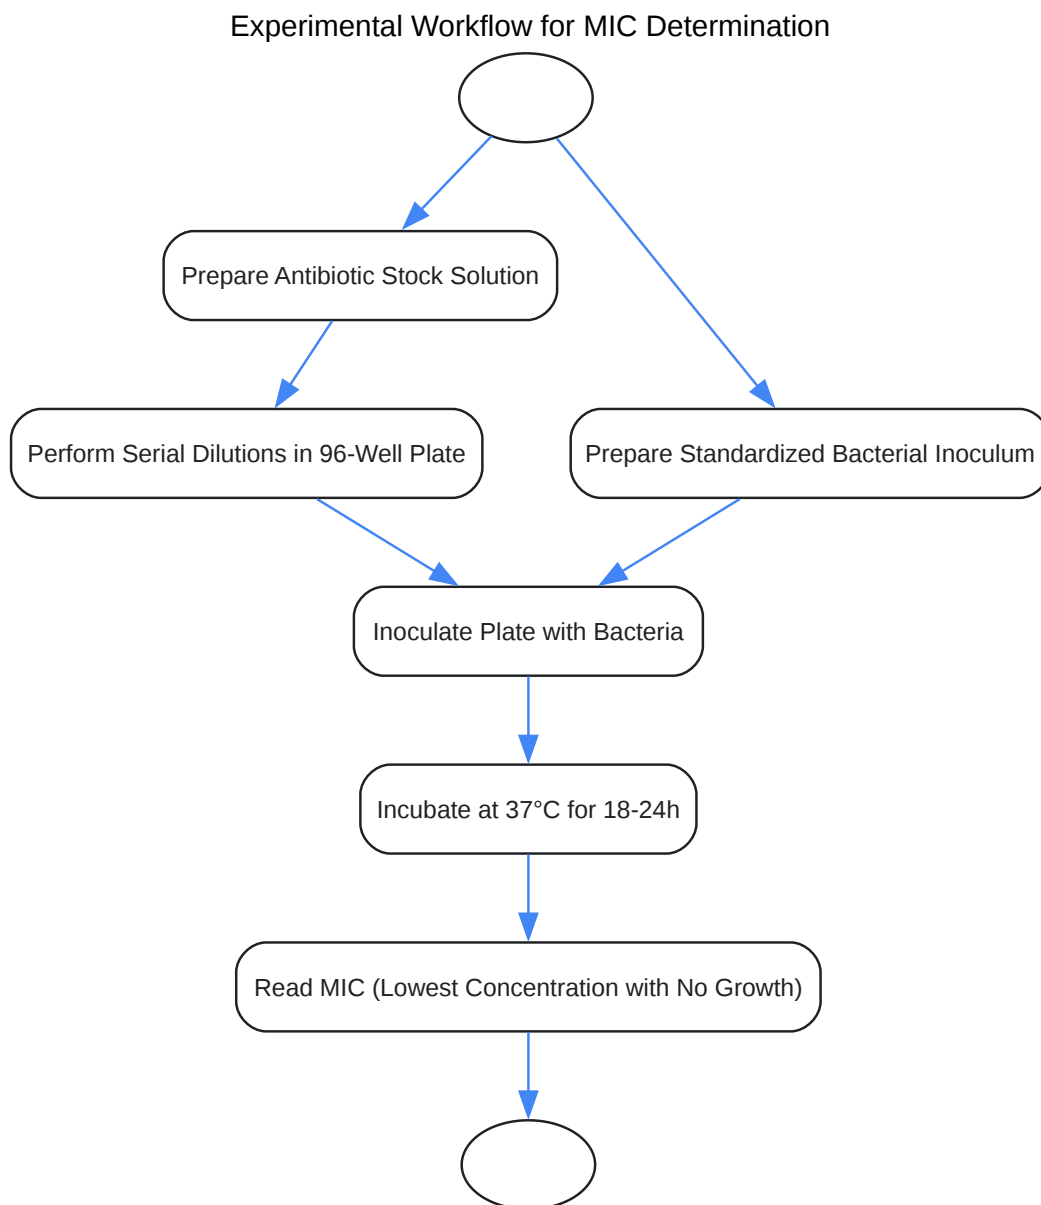 Experimental Workflow for MIC Determination
Prepare Antibiotic Stock Solution
Perform Serial Dilutions in 96-Well Plate
Prepare Standardized Bacterial Inoculum
Inoculate Plate with Bacteria
Incubate at 37°C for 18-24h
Read MIC (Lowest Concentration with No Growth)